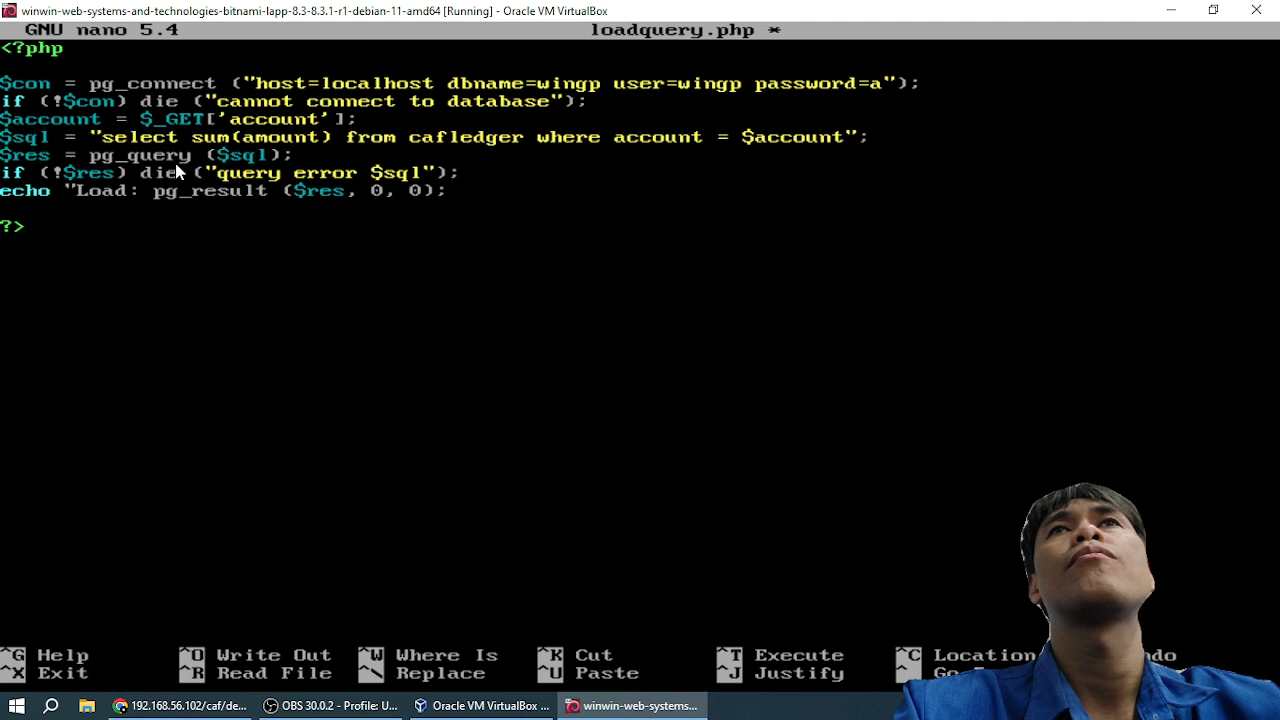 winwin-web-systems-and-technologies-bitnami-lapp-8.3-8.3.1-r1-debian-11-amd64 [Running] - Oracle VM VirtualBox
GNU nano 5.4 loadquery.php *
<?php
$con = pg_connect ("host=localhost dbname=wingp user=wingp password=a");
if (!$con) die ("cannot connect to database");
$account = $_GET['account'];
$sql = "select sum(amount) from cafledger where account = $account";
$res = pg_query ($sql);
if (!$res) die ("query error $sql");
echo "Load: pg_result ($res, 0, 0);
?>
^G Help ^O Write Out ^W Where Is ^K Cut ^T Execute ^C Location
^X Exit ^R Read File ^\ Replace ^U Paste ^J Justify
192.168.56.102/caf/de... OBS 30.0.2 - Profile: U... Oracle VM VirtualBox ... winwin-web-systems...